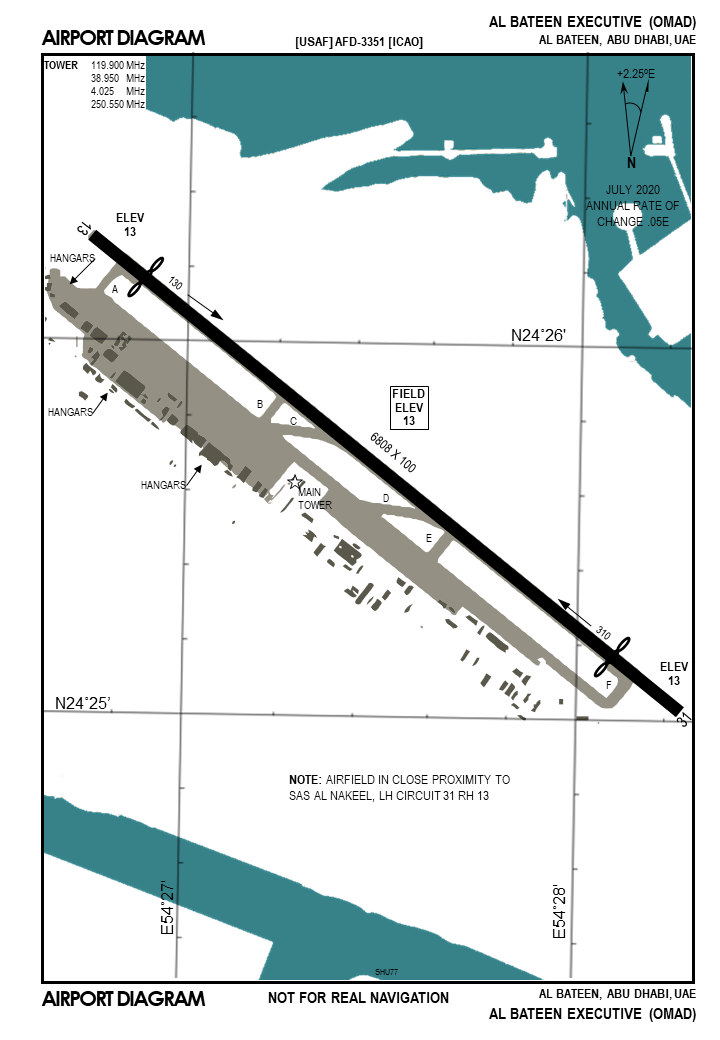 AL BATEEN EXECUTIVE (OMAD)
AIRPORT DIAGRAM
[USAF] AFD-3351 [ICAO]
AL BATEEN, ABU DHABI, UAE
TOWER 119.900 MHz
38.950 MHz
4.025 MHz
250.550 MHz
+2.25ºE
N
JULY 2020
ANNUAL RATE OF
CHANGE .05E
ELEV
13
13
HANGARS
A
130
N24°26'
FIELD
ELEV
13
B
C
HANGARS
6808 X 100
HANGARS
MAIN
TOWER
D
E
310
ELEV
13
F
31
N24°25'
NOTE: AIRFIELD IN CLOSE PROXIMITY TO
SAS AL NAKEEL, LH CIRCUIT 31 RH 13
E54°27'
E54°28'
SHU77
AIRPORT DIAGRAM
NOT FOR REAL NAVIGATION
AL BATEEN, ABU DHABI, UAE
AL BATEEN EXECUTIVE (OMAD)